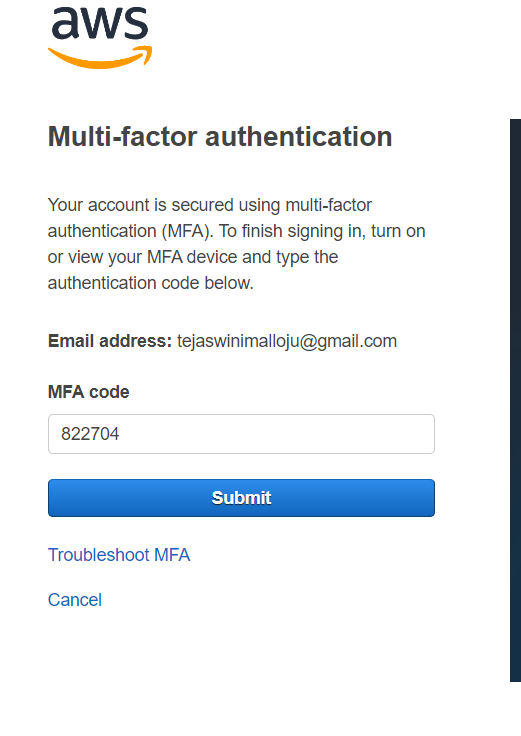 aws
Multi-factor authentication
Your account is secured using multi-factor
authentication (MFA). To finish signing in, turn on
or view your MFA device and type the
authentication code below.
Email address: tejaswinimalloju@gmail.com
MFA code
822704
Submit
Troubleshoot MFA
Cancel